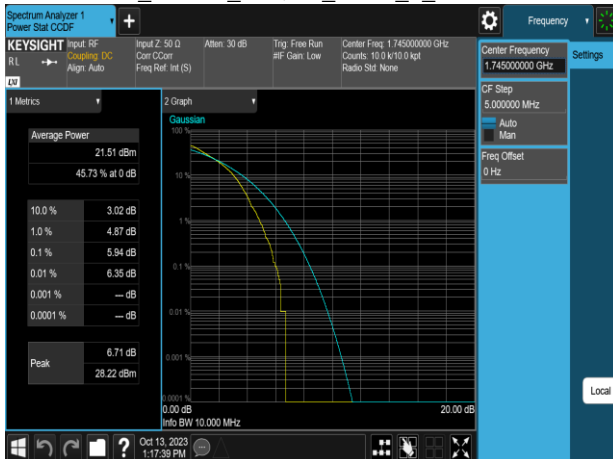 Spectrum Analyzer 1
Power Stat CCDF
+
Frequency
KEYSIGHT
R L
LXI
Input: RF
Coupling: DC
Align: Auto
Input Z: 50 Ω
Corr CCorr
Freq Ref: Int (S)
Atten: 30 dB
Trig: Free Run
#IF Gain: Low
Center Freq: 1.745000000 GHz
Counts: 10.0 k/10.0 kpt
Radio Std: None
Center Frequency
1.745000000 GHz
Settings
CF Step
5.000000 MHz
Auto
Man
Freq Offset
0 Hz
1 Metrics
Average Power
21.51 dBm
45.73 % at 0 dB
10.0 % 3.02 dB
1.0 % 4.87 dB
0.1 % 5.94 dB
0.01 % 6.35 dB
0.001 % --- dB
0.0001 % --- dB
Peak 6.71 dB
28.22 dBm
2 Graph
Gaussian
100 %
10 %
1 %
0.1 %
0.01 %
0.001 %
0.0001 %
0.00 dB 20.00 dB
Info BW 10.000 MHz
Local
?
Oct 13, 2023
1:17:39 PM